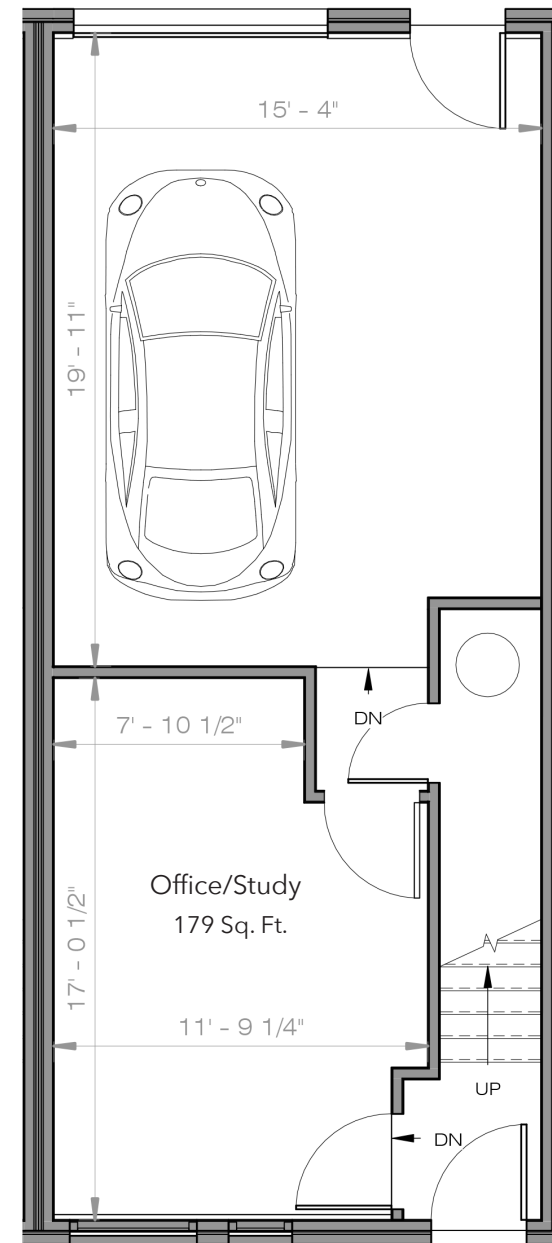 15' - 4"
19' - 11"
DN
7' - 10 1/2"
Office/Study
179 Sq. Ft.
17' - 0 1/2"
11' - 9 1/4"
UP
DN